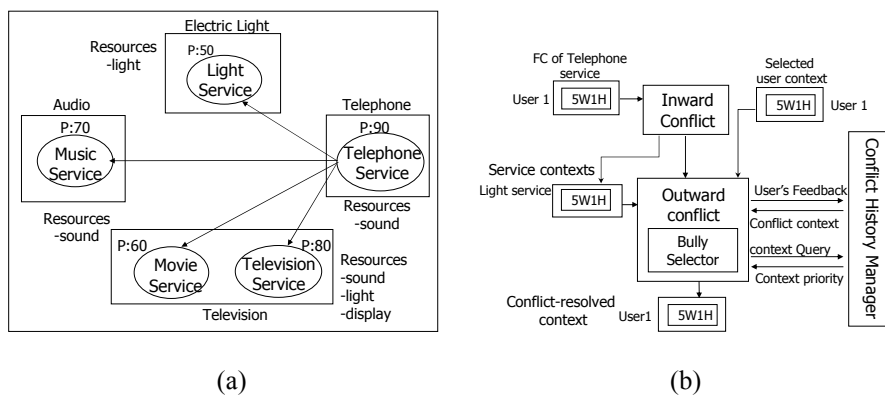 Electric Light
Resources
-light
P:50
Light
Service
Audio
P:70
Music
Service
Resources
-sound
Telephone
P:90
Telephone
Service
Resources
-sound
P:60
Movie
Service
P:80
Television
Service
Resources
-sound
-light
-display
Television
(a)
FC of Telephone
service
User 1
5W1H
Inward
Conflict
Selected
user context
5W1H
User 1
Service contexts
Light service
5W1H
Outward
conflict
Bully
Selector
User's Feedback
Conflict context
context Query
Context priority
Conflict History Manager
Conflict-resolved
context
User1
5W1H
(b)